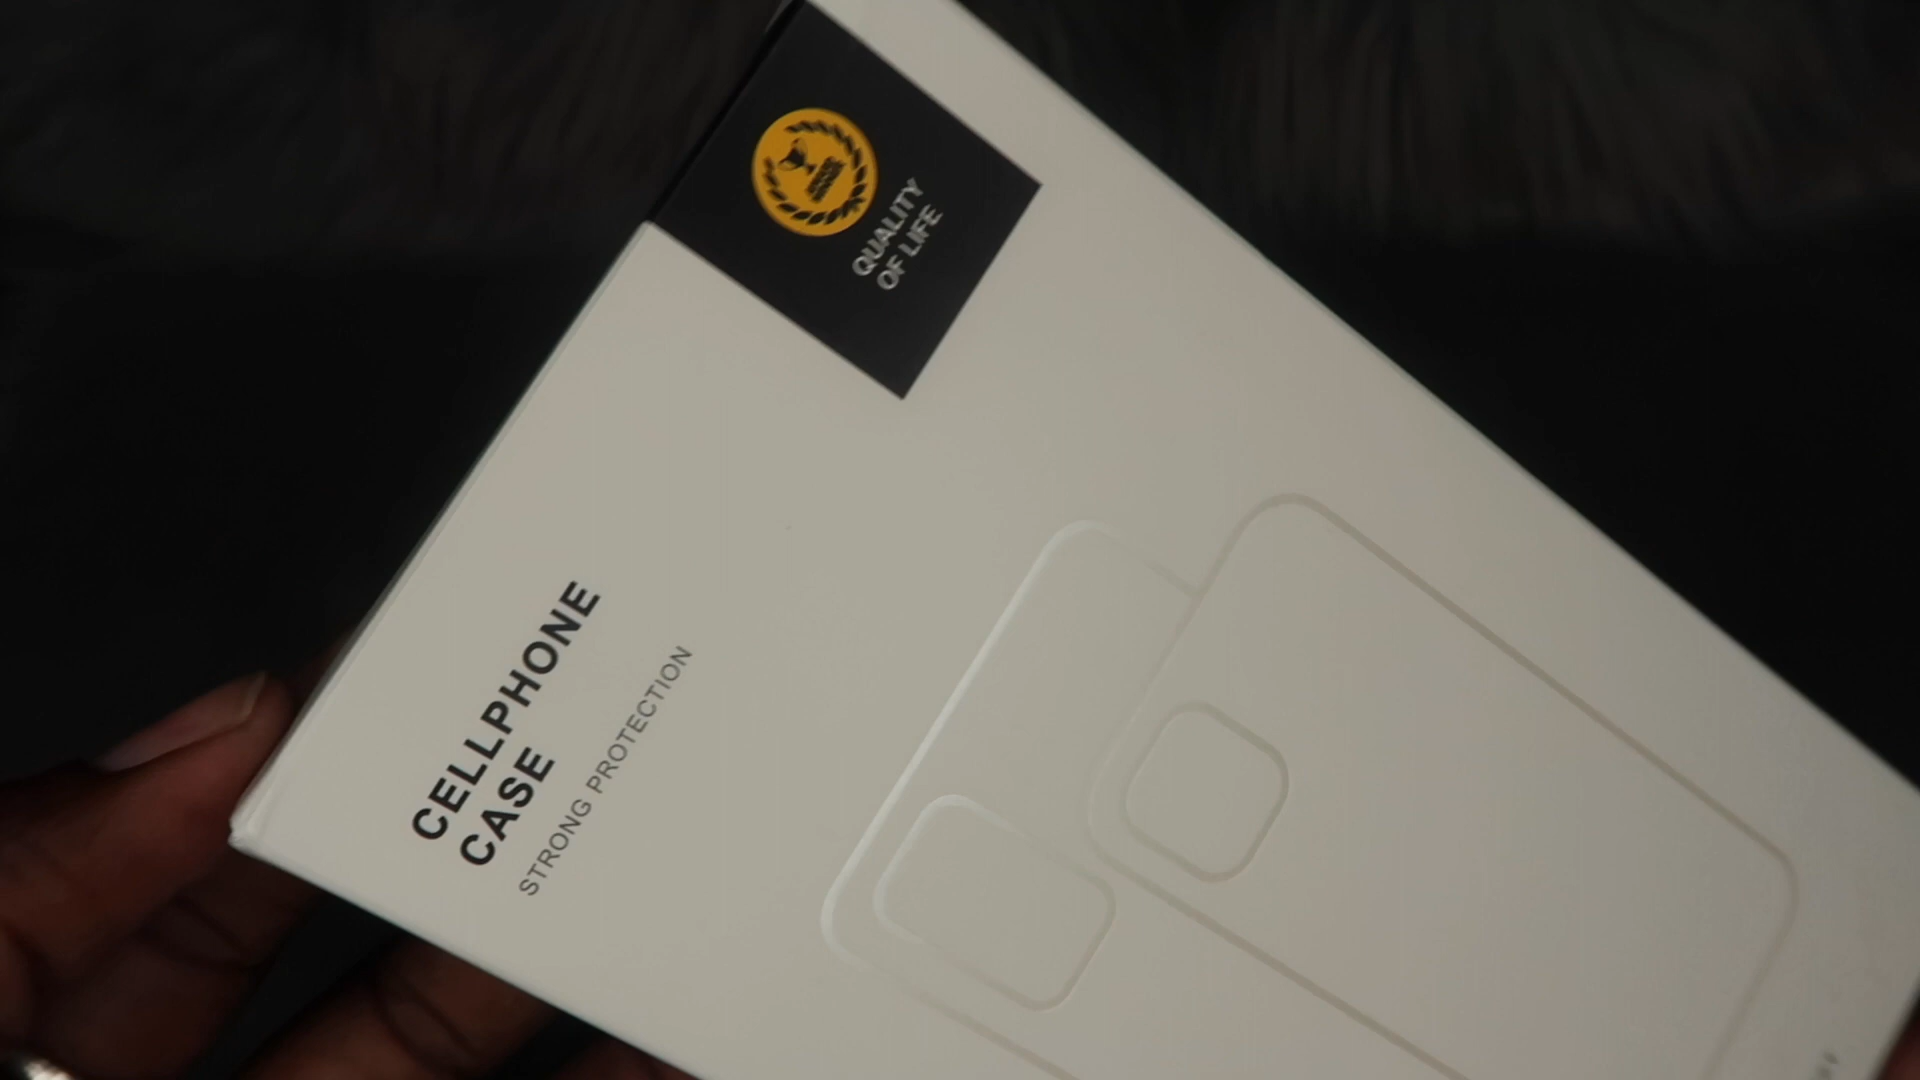 QUALITY
OF LIFE
CELLPHONE
CASE
STRONG PROTECTION